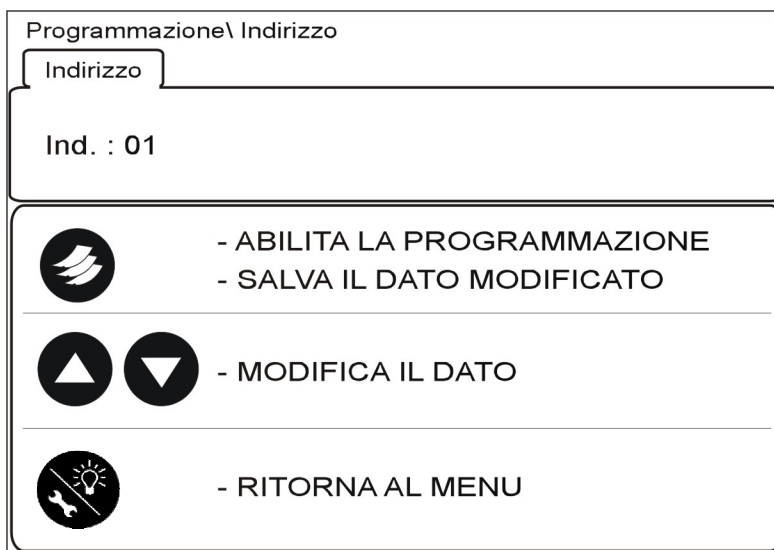 Programmazione\ Indirizzo
Indirizzo
Ind. : 01
- ABILITA LA PROGRAMMAZIONE
- SALVA IL DATO MODIFICATO
- MODIFICA IL DATO
- RITORNA AL MENU